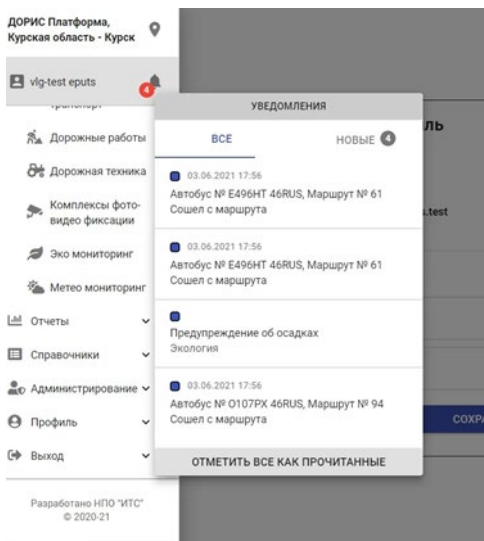 ДОРИС Платформа,
Курская область - Курск
vlg-test eputs
4
транспорт
Дорожные работы
Дорожная техника
Комплексы фото-
видео фиксации
Эко мониторинг
Метео мониторинг
Отчеты
Справочники
Администрирование
Профиль
Выход
Разработано НПО "ИТС"
© 2020-21
УВЕДОМЛЕНИЯ
ВСЕ
НОВЫЕ 4
03.06.2021 17:56
Автобус № E496HT 46RUS, Маршрут № 61
Сошел с маршрута
03.06.2021 17:56
Автобус № E496HT 46RUS, Маршрут № 61
Сошел с маршрута
Предупреждение об осадках
Экология
03.06.2021 17:56
Автобус № O107PX 46RUS, Маршрут № 94
Сошел с маршрута
ОТМЕТИТЬ ВСЕ КАК ПРОЧИТАННЫЕ
ль
s.test
СОХРА